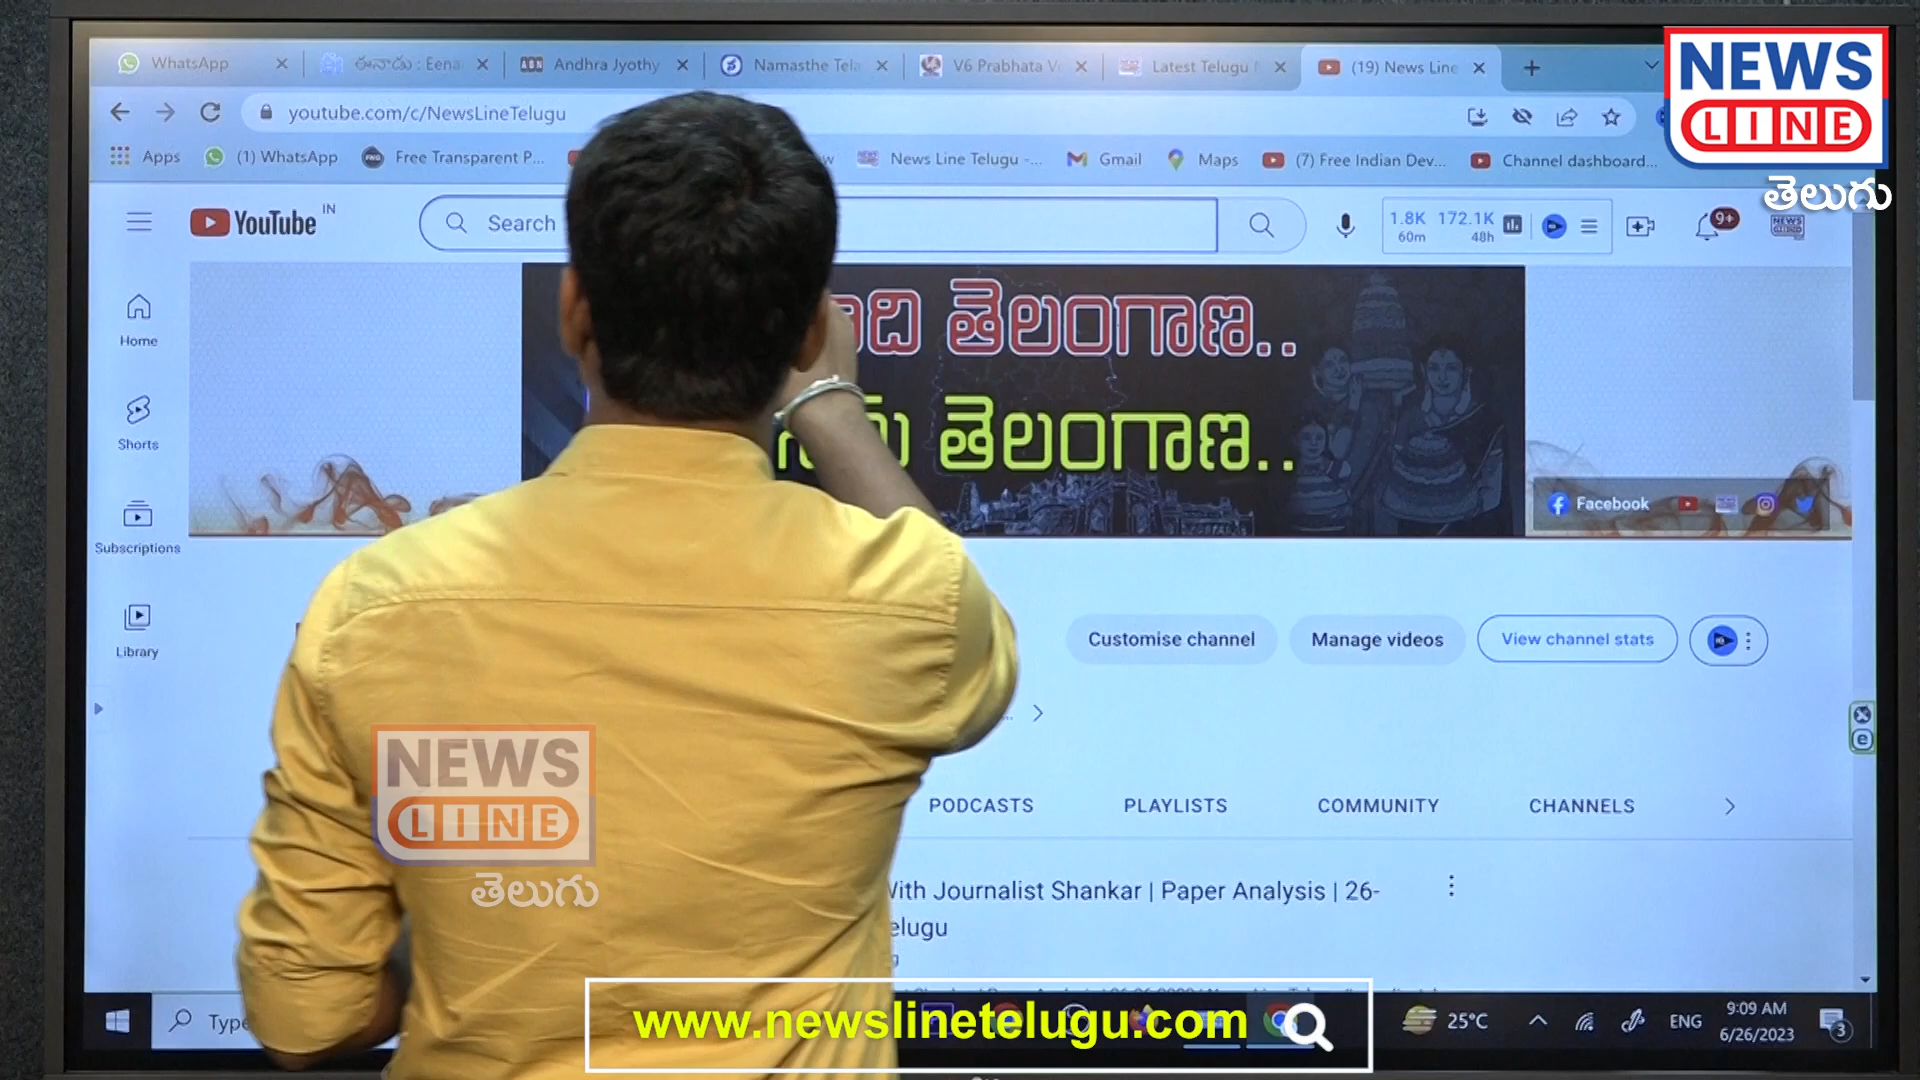 WhatsApp
ఈనాడు : Eena
Andhra Jyothy
Namasthe Tela
V6 Prabhata Ve
Latest Telugu
(19) News Line
NEWS
LINE
తెలుగు
youtube.com/c/NewsLineTelugu
Apps
(1) WhatsApp
Free Transparent P...
News Line Telugu -...
Gmail
Maps
(7) Free Indian Dev...
Channel dashboard...
YouTube IN
Search
1.8K 172.1K
60m 48h
9+
Home
Shorts
Subscriptions
Library
తెలంగాణ..
తెలంగాణ..
Facebook
Customise channel
Manage videos
View channel stats
PODCASTS
PLAYLISTS
COMMUNITY
CHANNELS
NEWS
LINE
తెలుగు
With Journalist Shankar | Paper Analysis | 26-
elugu
www.newslinetelugu.com
Type
25°C
ENG
9:09 AM
6/26/2023
3